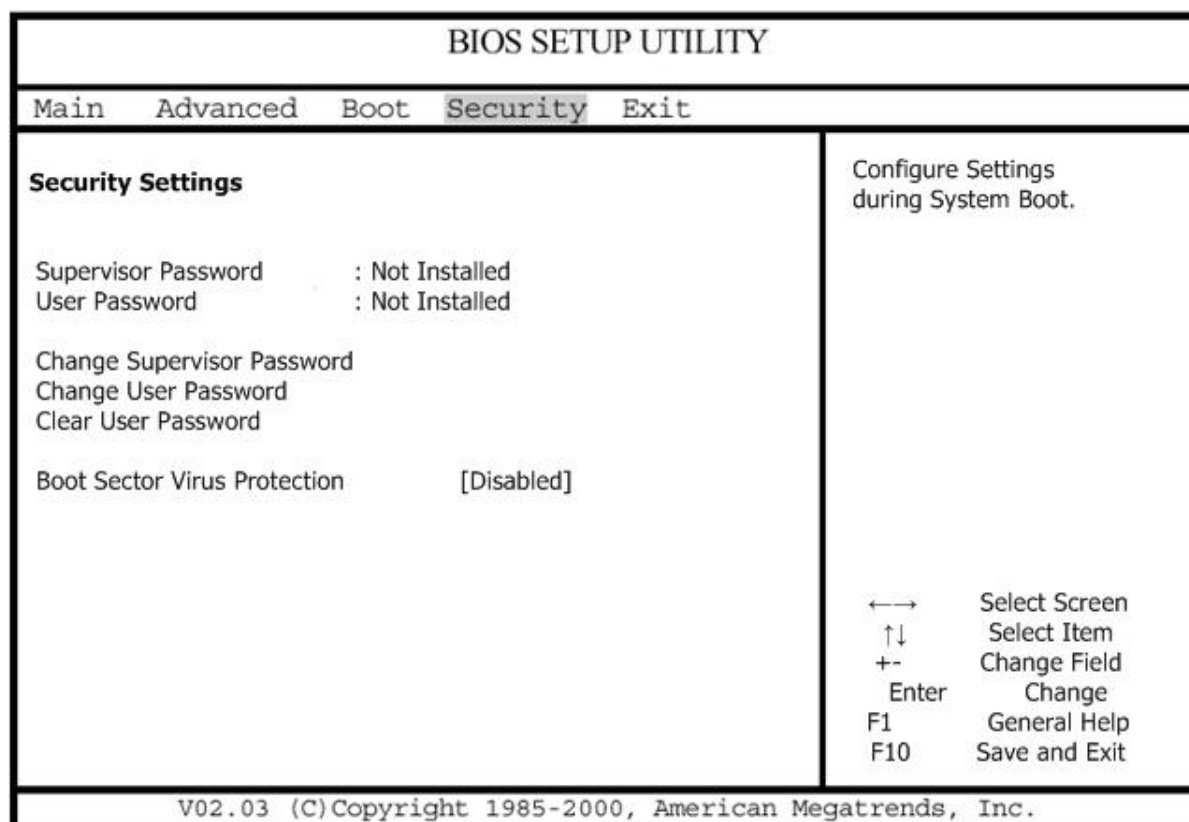 BIOS SETUP UTILITY
Main Advanced Boot Security Exit
Security Settings
Supervisor Password : Not Installed
User Password : Not Installed
Change Supervisor Password
Change User Password
Clear User Password
Boot Sector Virus Protection [Disabled]
Configure Settings
during System Boot.
←→ Select Screen
↑↓ Select Item
+- Change Field
Enter Change
F1 General Help
F10 Save and Exit
V02.03 (C)Copyright 1985-2000, American Megatrends, Inc.